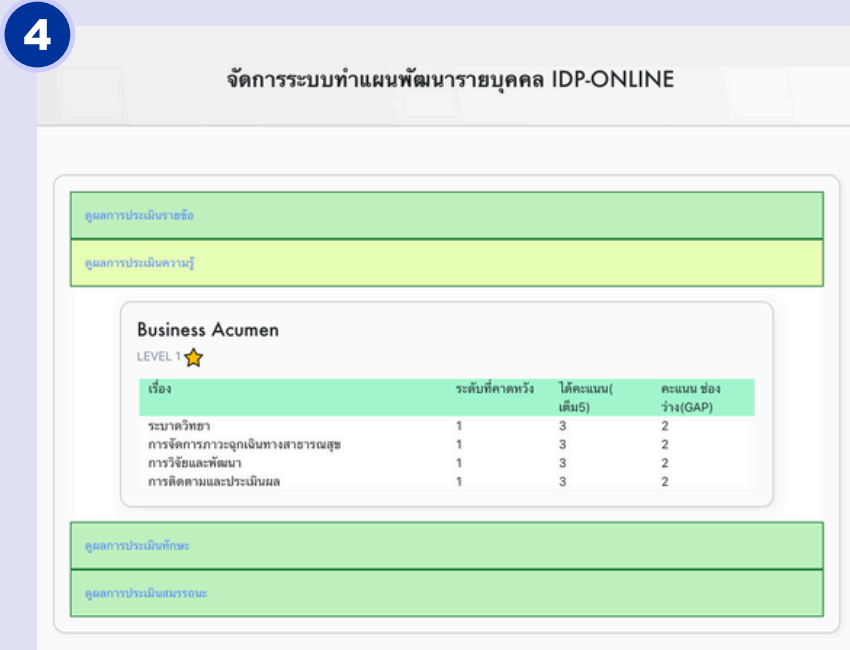 4
จัดการระบบทำแผนพัฒนารายบุคคล IDP-ONLINE
ดูผลการประเมินรายข้อ
ดูผลการประเมินความรู้
Business Acumen
LEVEL 1
เรื่อง ระดับที่คาดหวัง ได้คะแนน( คะแนน ช่อง
เต็ม5) ว่าง(GAP)
ระบาดวิทยา 1 3 2
การจัดการภาวะฉุกเฉินทางสาธารณสุข 1 3 2
การวิจัยและพัฒนา 1 3 2
การติดตามและประเมินผล 1 3 2
ดูผลการประเมินทักษะ
ดูผลการประเมินสมรรถนะ